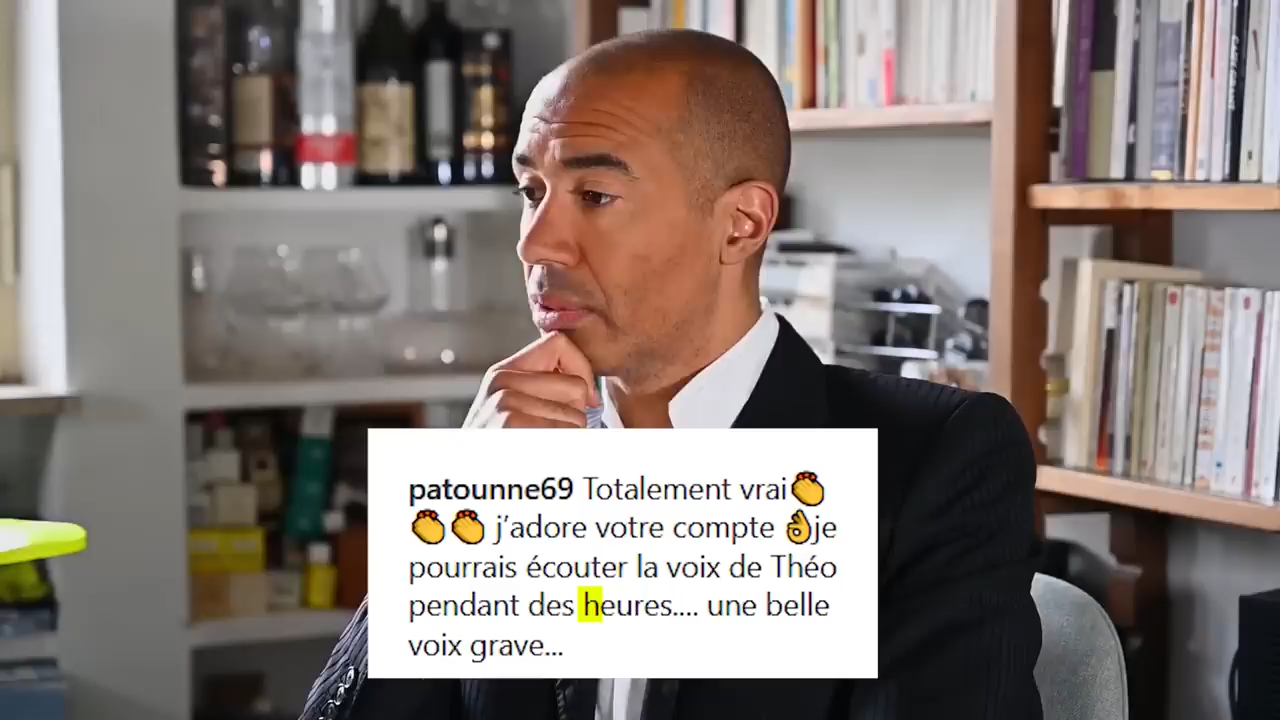 patounne69 Totalement vrai👏
👏👏 j'adore votre compte 👌je
pourrais écouter la voix de Théo
pendant des heures.... une belle
voix grave...